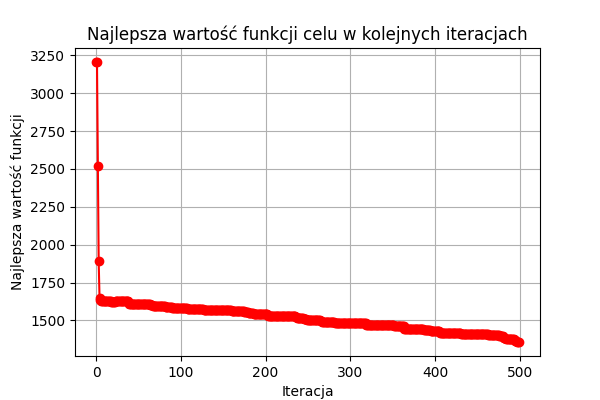 Najlepsza wartość funkcji celu w kolejnych iteracjach
Najlepsza wartość funkcji
3250
3000
2750
2500
2250
2000
1750
1500
0 100 200 300 400 500
Iteracja